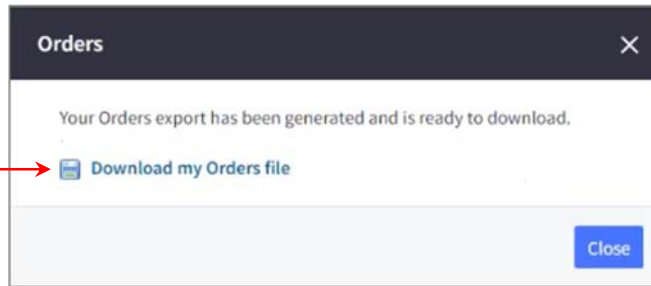 Orders
Your Orders export has been generated and is ready to download.
Download my Orders file
Close